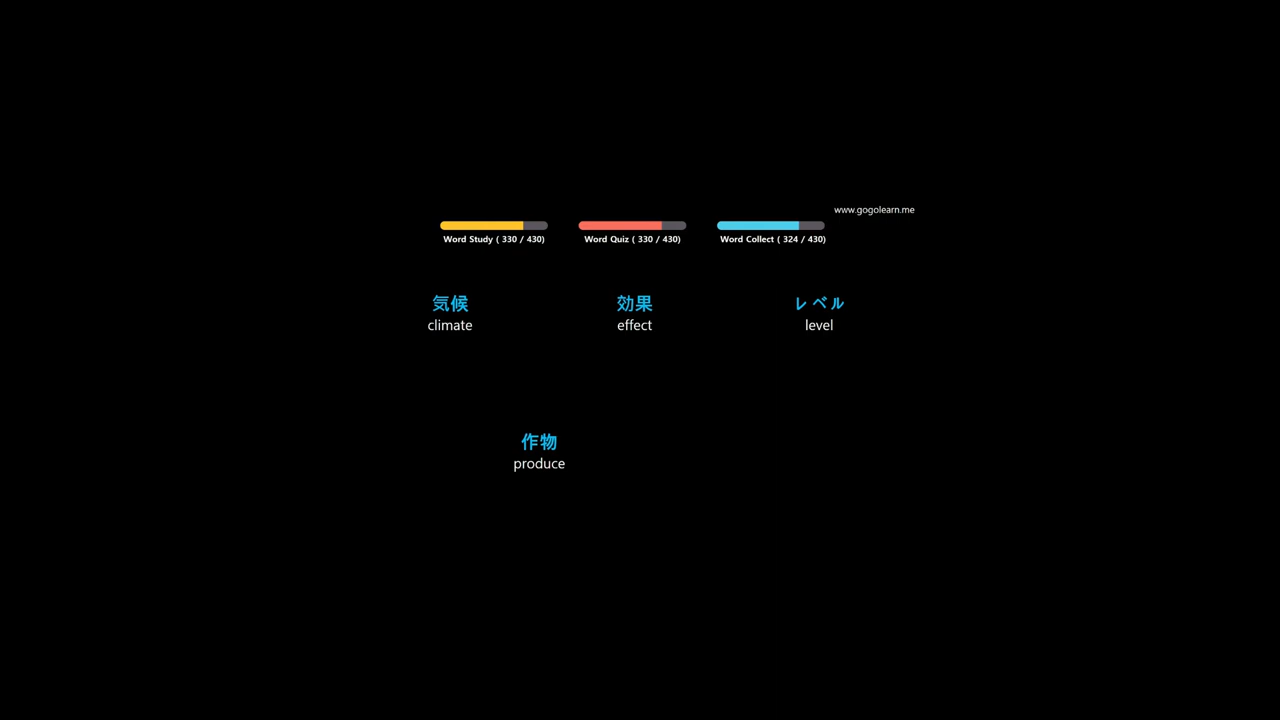 www.gogolearn.me
Word Study ( 330 / 430) Word Quiz ( 330 / 430) Word Collect ( 324 / 430)
気候 効果 レベル
climate effect level
作物
produce